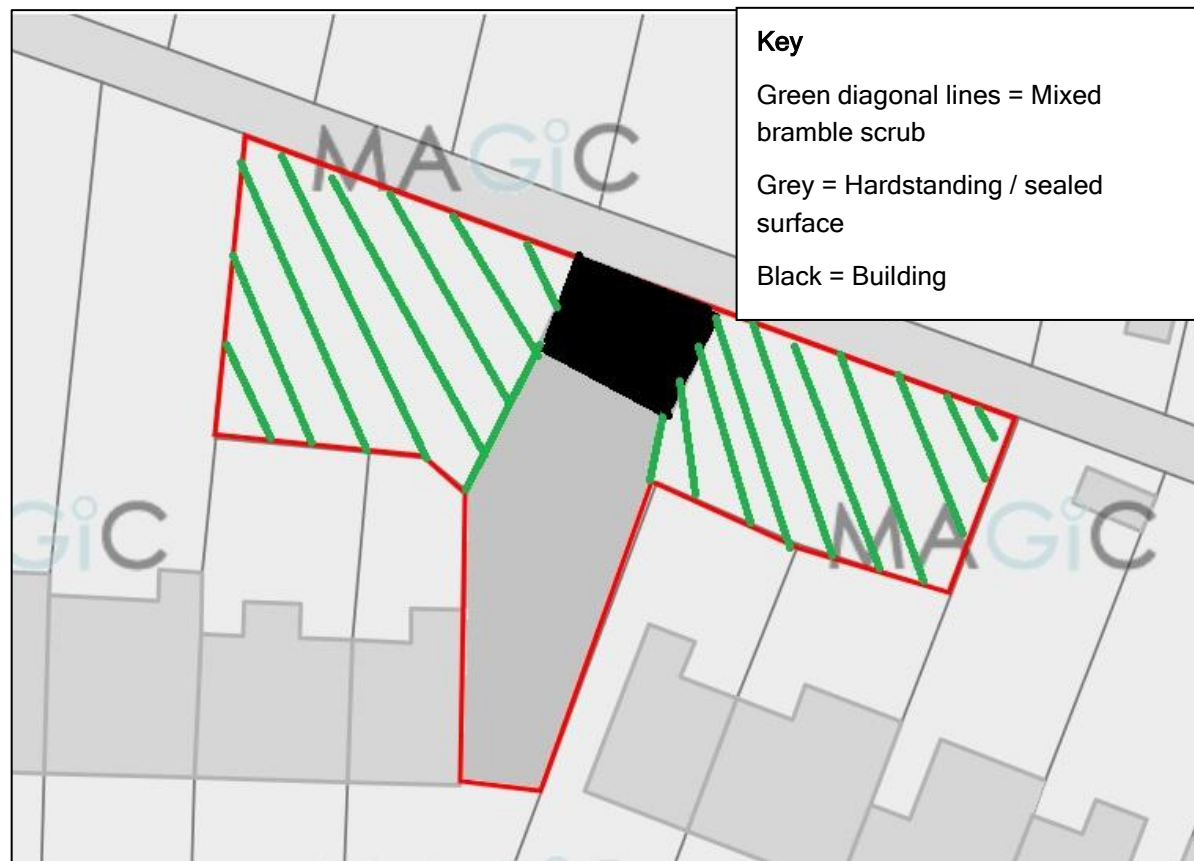 Key
Green diagonal lines = Mixed
bramble scrub
Grey = Hardstanding / sealed
surface
Black = Building
MAGiC
GiC
MAGiC